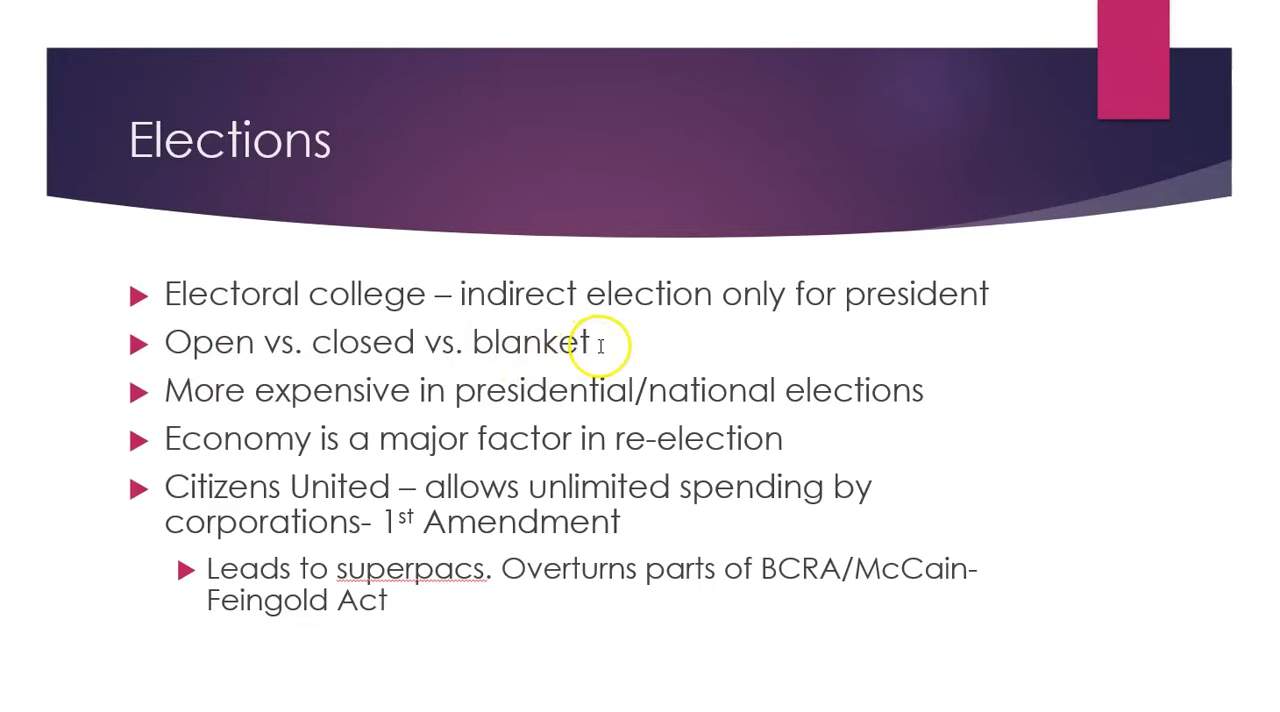 Elections
Electoral college – indirect election only for president
Open vs. closed vs. blanket
More expensive in presidential/national elections
Economy is a major factor in re-election
Citizens United – allows unlimited spending by
corporations- 1st Amendment
Leads to superpacs. Overturns parts of BCRA/McCain-
Feingold Act